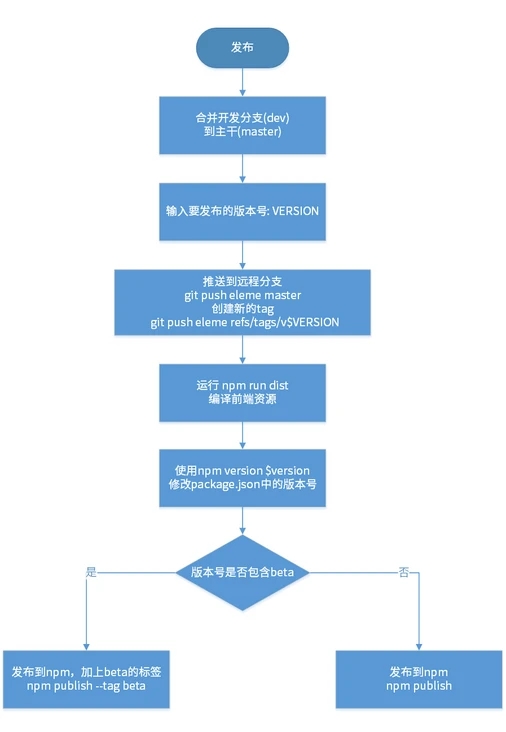 发布
合并开发分支(dev)
到主干(master)
输入要发布的版本号: VERSION
推送到远程分支
git push eleme master
创建新的tag
git push eleme refs/tags/v$VERSION
运行 npm run dist
编译前端资源
使用npm version $version
修改package.json中的版本号
版本号是否包含beta
是
否
发布到npm，加上beta的标签
npm publish --tag beta
发布到npm
npm publish